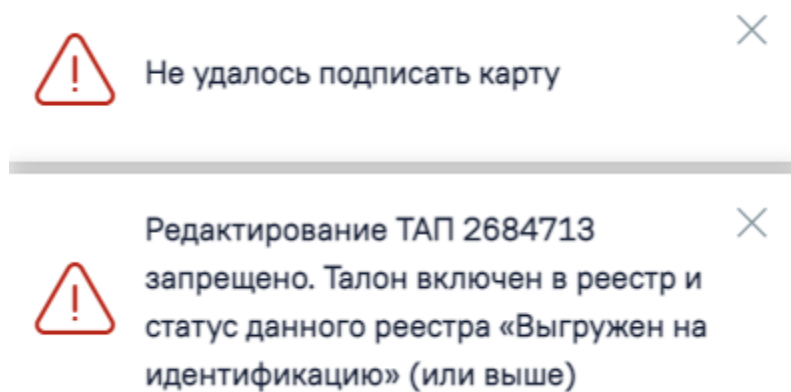 Не удалось подписать карту
Редактирование ТАП 2684713
запрещено. Талон включен в реестр и
статус данного реестра «Выгружен на
идентификацию» (или выше)